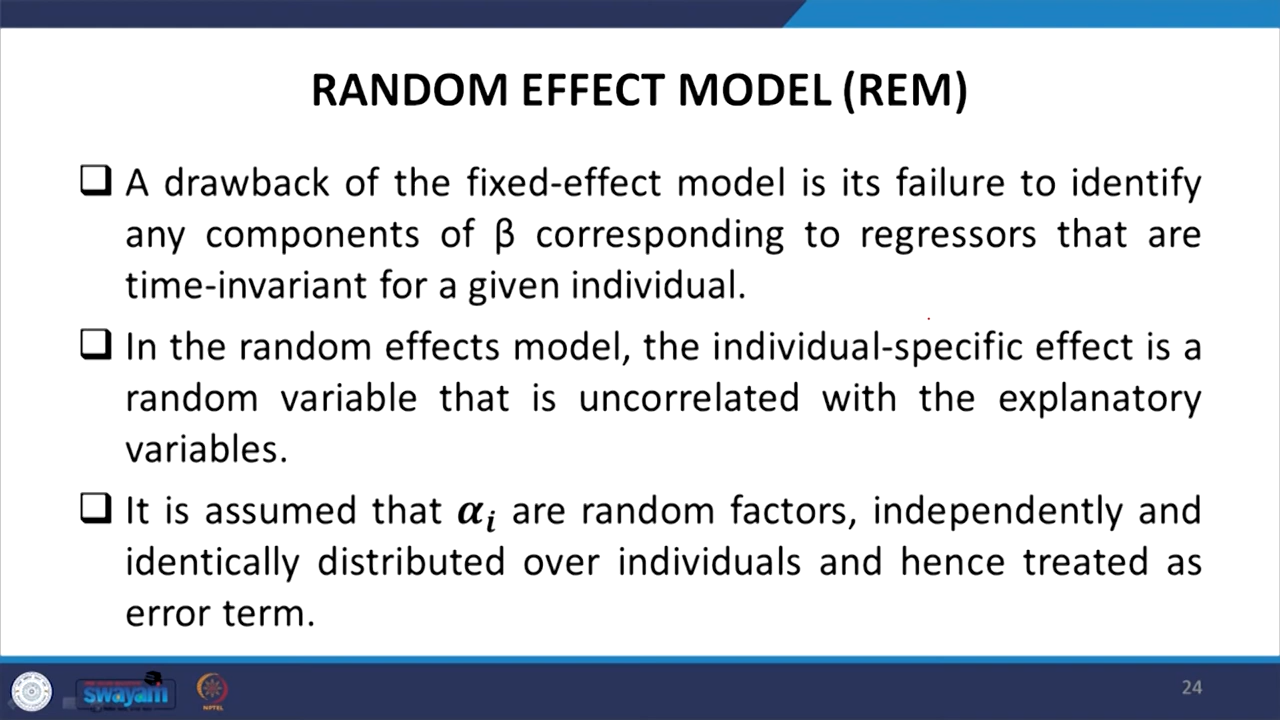 RANDOM EFFECT MODEL (REM)
❑ A drawback of the fixed-effect model is its failure to identify
any components of β corresponding to regressors that are
time-invariant for a given individual.
❑ In the random effects model, the individual-specific effect is a
random variable that is uncorrelated with the explanatory
variables.
❑ It is assumed that αᵢ are random factors, independently and
identically distributed over individuals and hence treated as
error term.
swayam
NPTEL
24